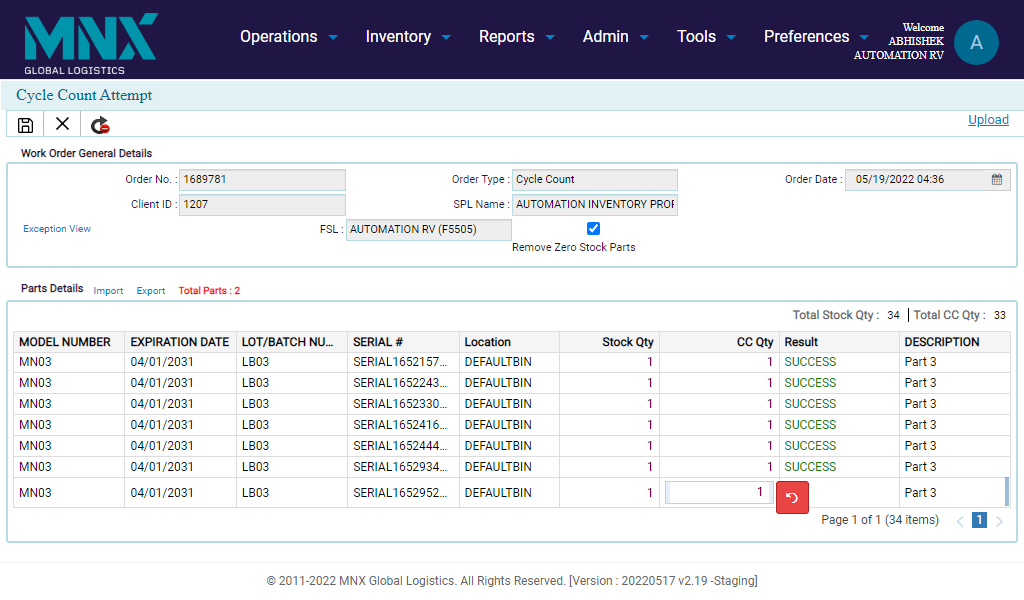 MNX
GLOBAL LOGISTICS
Operations Inventory Reports Admin Tools Preferences
Welcome
ABHISHEK
AUTOMATION RV
A
Cycle Count Attempt
Upload
Work Order General Details
Order No. : 1689781 Order Type : Cycle Count Order Date : 05/19/2022 04:36
Client ID : 1207 SPL Name : AUTOMATION INVENTORY PROF
Exception View FSL : AUTOMATION RV (F5505)
Remove Zero Stock Parts
Parts Details Import Export Total Parts : 2
Total Stock Qty : 34 Total CC Qty : 33
MODEL NUMBER EXPIRATION DATE LOT/BATCH NU... SERIAL # Location Stock Qty CC Qty Result DESCRIPTION
MN03 04/01/2031 LB03 SERIAL1652157... DEFAULTBIN 1 1 SUCCESS Part 3
MN03 04/01/2031 LB03 SERIAL1652243... DEFAULTBIN 1 1 SUCCESS Part 3
MN03 04/01/2031 LB03 SERIAL1652330... DEFAULTBIN 1 1 SUCCESS Part 3
MN03 04/01/2031 LB03 SERIAL1652416... DEFAULTBIN 1 1 SUCCESS Part 3
MN03 04/01/2031 LB03 SERIAL1652444... DEFAULTBIN 1 1 SUCCESS Part 3
MN03 04/01/2031 LB03 SERIAL1652934... DEFAULTBIN 1 1 SUCCESS Part 3
MN03 04/01/2031 LB03 SERIAL1652952... DEFAULTBIN 1 1 Part 3
Page 1 of 1 (34 items) 1
© 2011-2022 MNX Global Logistics. All Rights Reserved. [Version : 20220517 v2.19 -Staging]